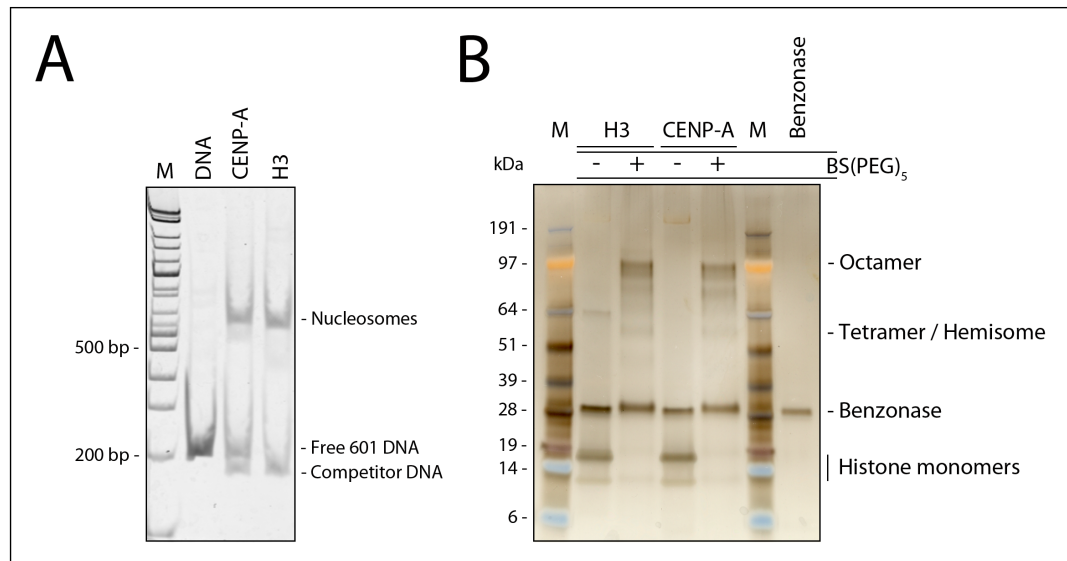 A
M
DNA
CENP-A
H3
500 bp -
200 bp -
- Nucleosomes
- Free 601 DNA
- Competitor DNA
B
Benzonase
M H3 CENP-A M
kDa - + - + BS(PEG)5
191 -
97 -
64 -
51 -
39 -
28 -
19 -
14 -
6 -
- Octamer
- Tetramer / Hemisome
- Benzonase
Histone monomers